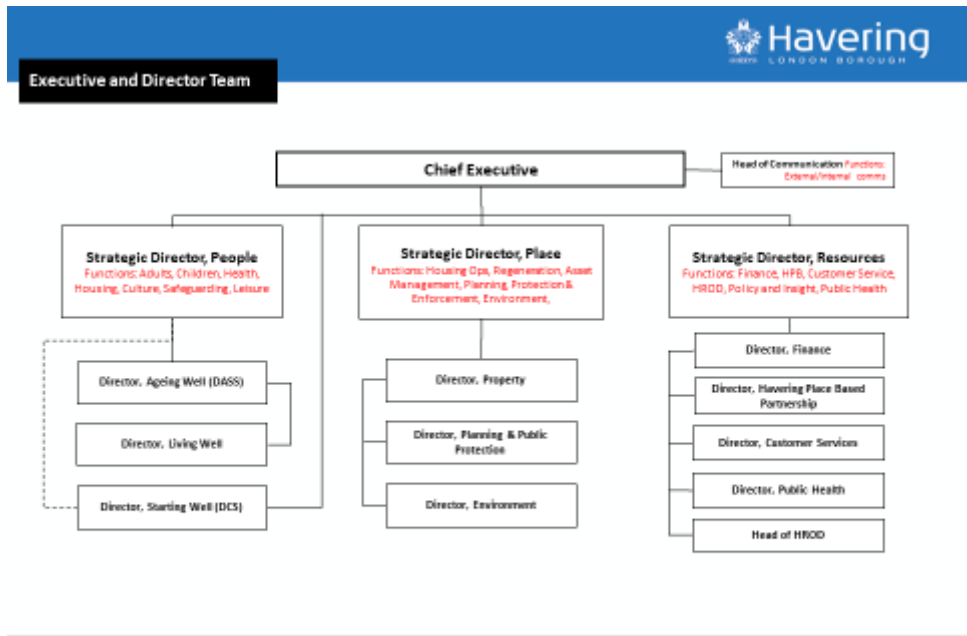 Havering
LONDON BOROUGH
Executive and Director Team
Chief Executive
Head of Communication Functions:
External/Internal comms
Strategic Director, People
Functions: Adults, Children, Health,
Housing, Culture, Safeguarding, Leisure
Strategic Director, Place
Functions: Housing Ops, Regeneration, Asset
Management, Planning, Protection &
Enforcement, Environment,
Strategic Director, Resources
Functions: Finance, HPB, Customer Service,
HROD, Policy and Insight, Public Health
Director, Ageing Well (DASS)
Director, Living Well
Director, Starting Well (DCS)
Director, Property
Director, Planning & Public
Protection
Director, Environment
Director, Finance
Director, Havering Place Based
Partnership
Director, Customer Services
Director, Public Health
Head of HROD